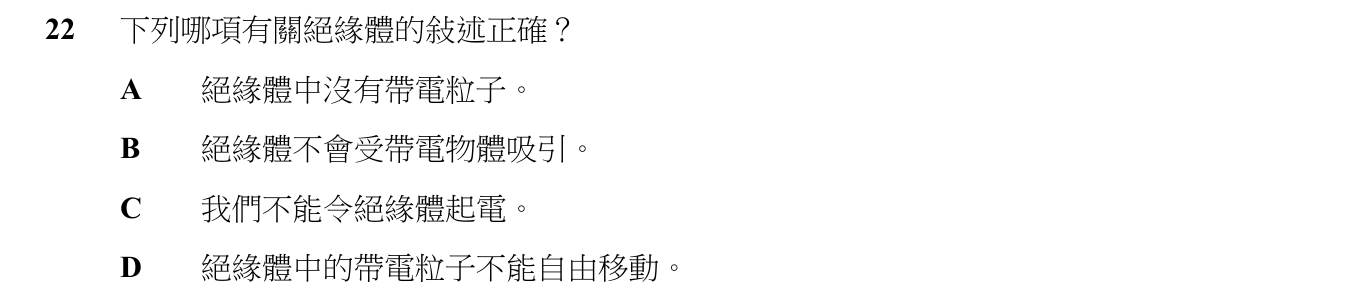 22 下列哪項有關絕緣體的敍述正確？
A 絕緣體中沒有帶電粒子。
B 絕緣體不會受帶電物體吸引。
C 我們不能令絕緣體起電。
D 絕緣體中的帶電粒子不能自由移動。